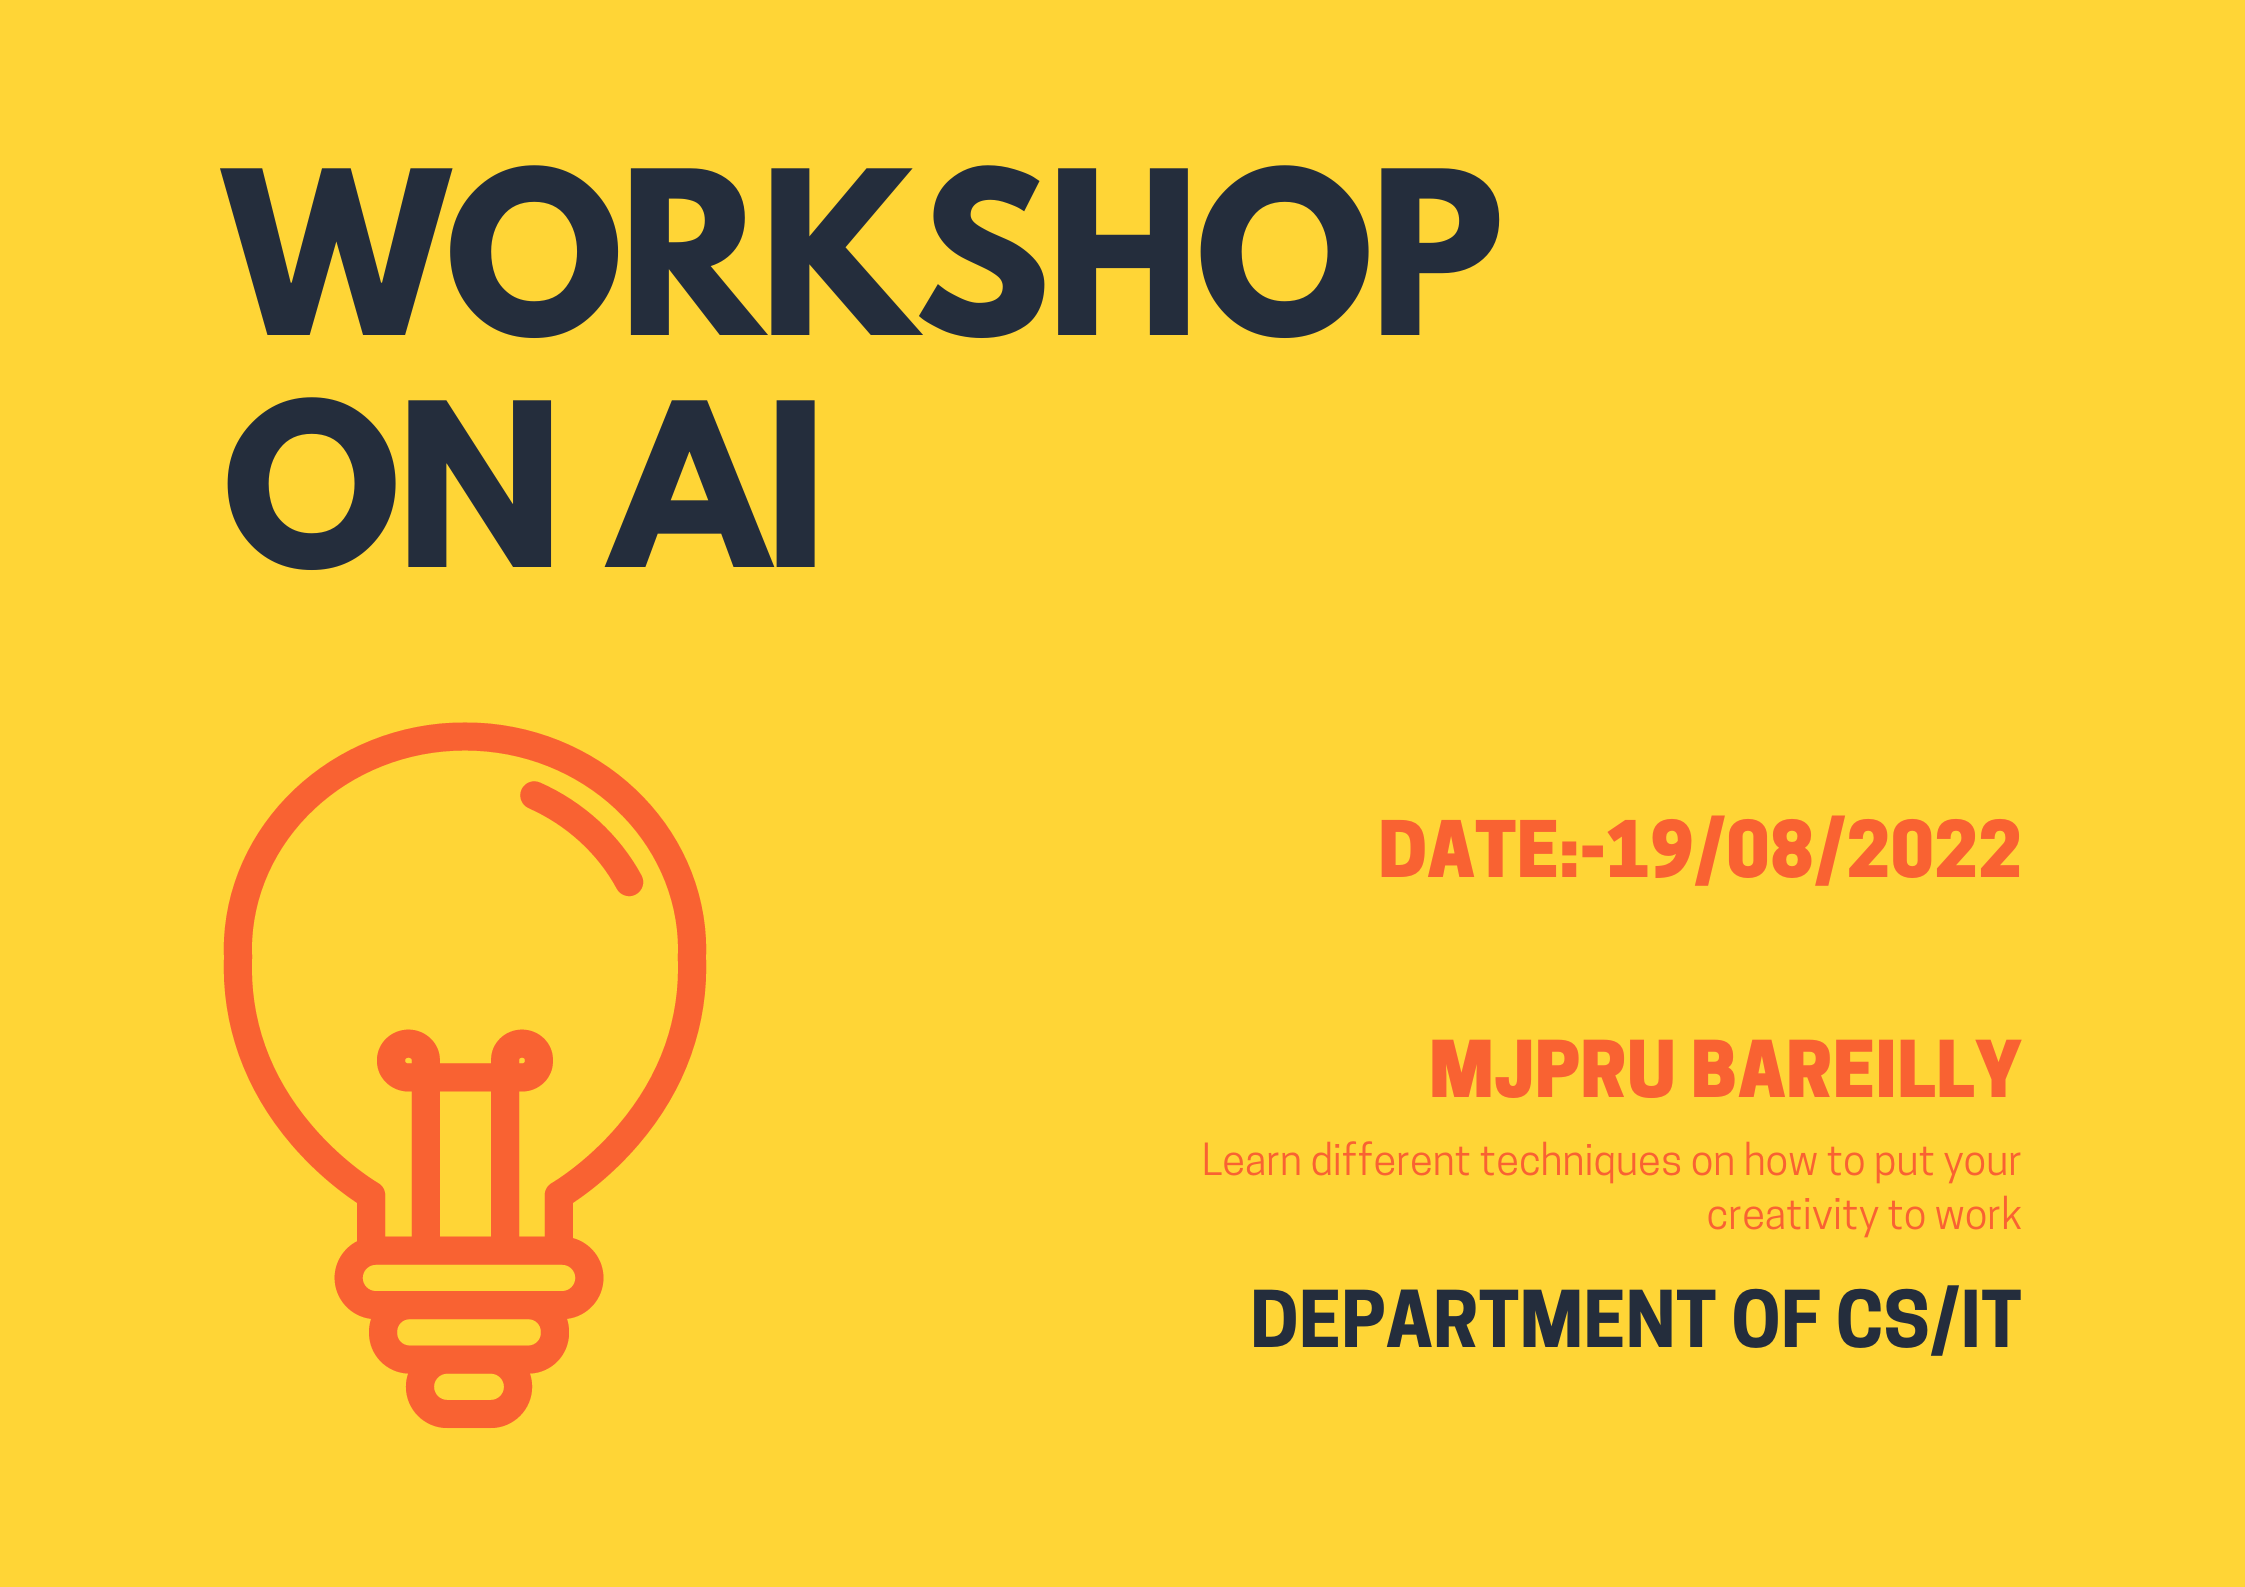 WORKSHOP
ON AI
DATE:-19/08/2022
MJPRU BAREILLY
Learn different techniques on how to put your
creativity to work
DEPARTMENT OF CS/IT